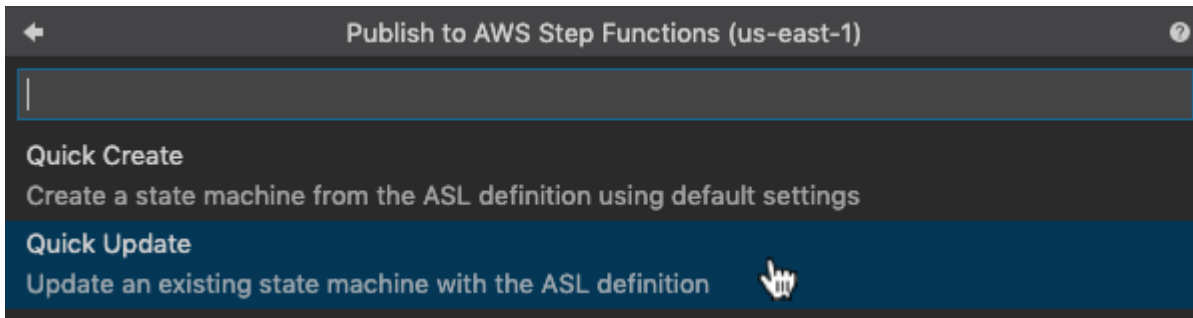 Publish to AWS Step Functions (us-east-1)
Quick Create
Create a state machine from the ASL definition using default settings
Quick Update
Update an existing state machine with the ASL definition